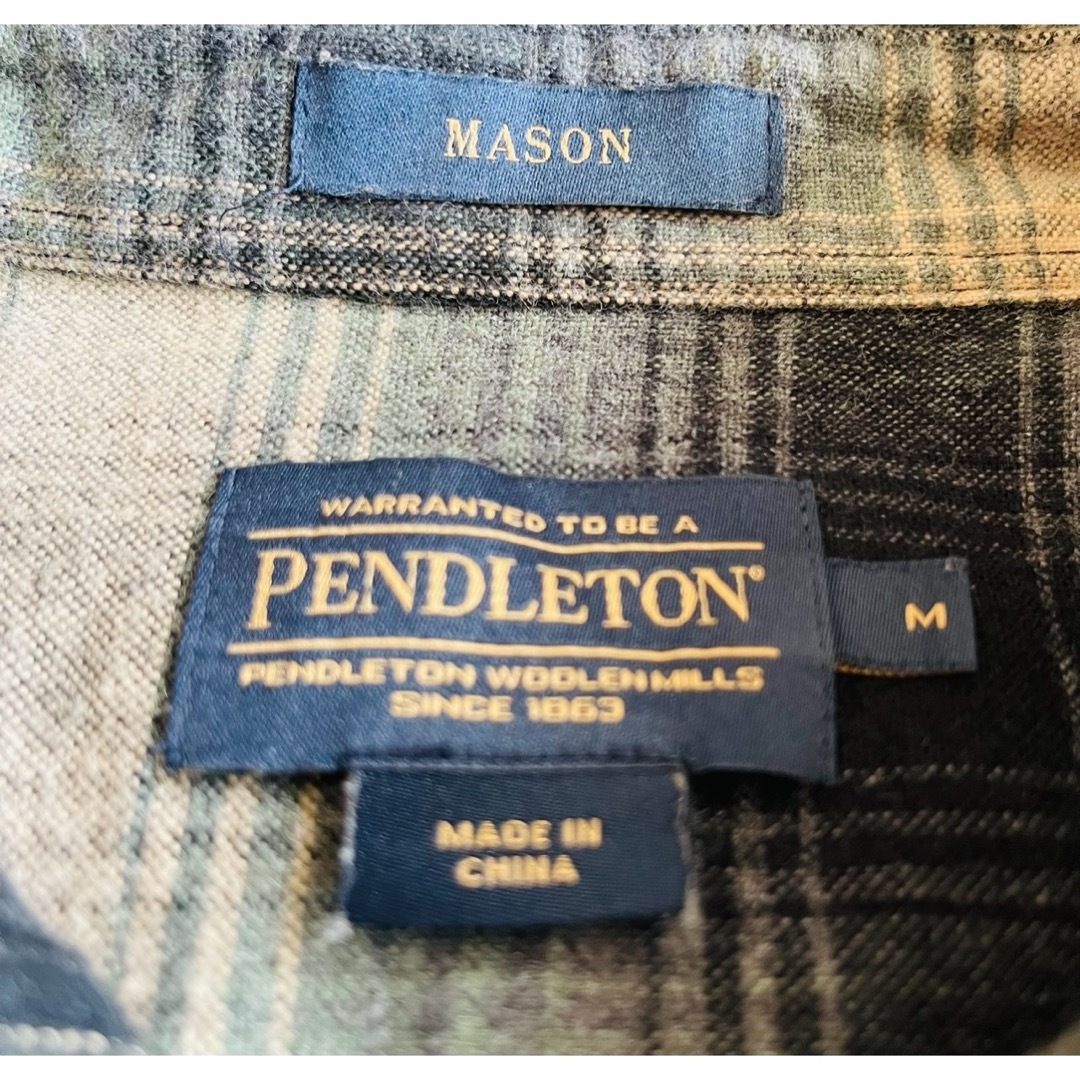 MASON
WARRANTED TO BE A
PENDLETON®
PENDLETON WOOLEN MILLS
SINCE 1863
M
MADE IN
CHINA